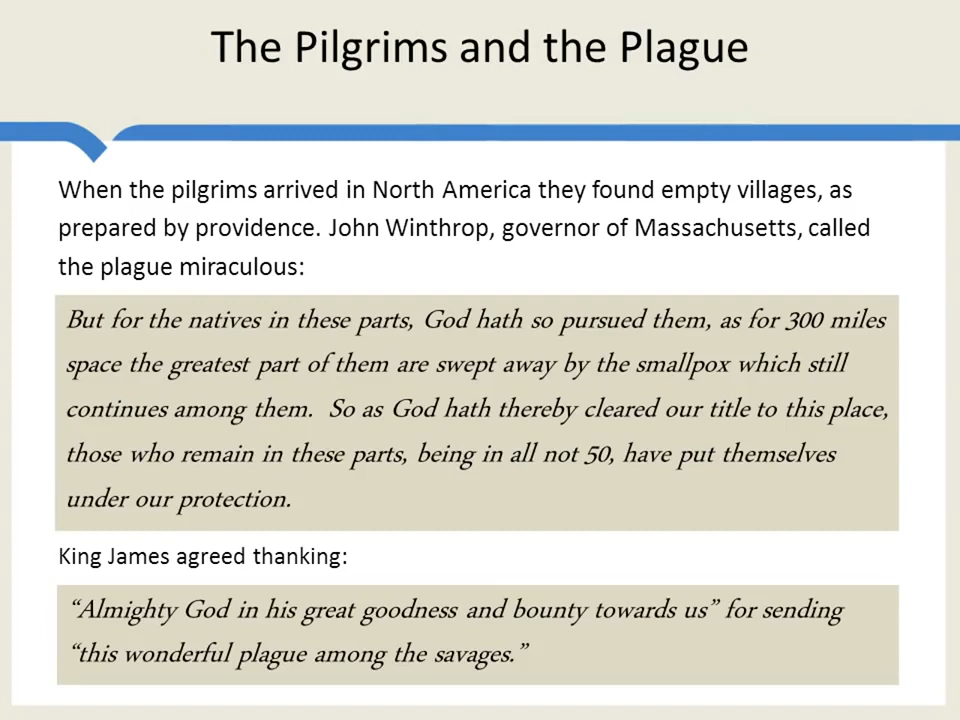 The Pilgrims and the Plague
When the pilgrims arrived in North America they found empty villages, as
prepared by providence. John Winthrop, governor of Massachusetts, called
the plague miraculous:
But for the natives in these parts, God hath so pursued them, as for 300 miles
space the greatest part of them are swept away by the smallpox which still
continues among them. So as God hath thereby cleared our title to this place,
those who remain in these parts, being in all not 50, have put themselves
under our protection.
King James agreed thanking:
“Almighty God in his great goodness and bounty towards us” for sending
“this wonderful plague among the savages.”